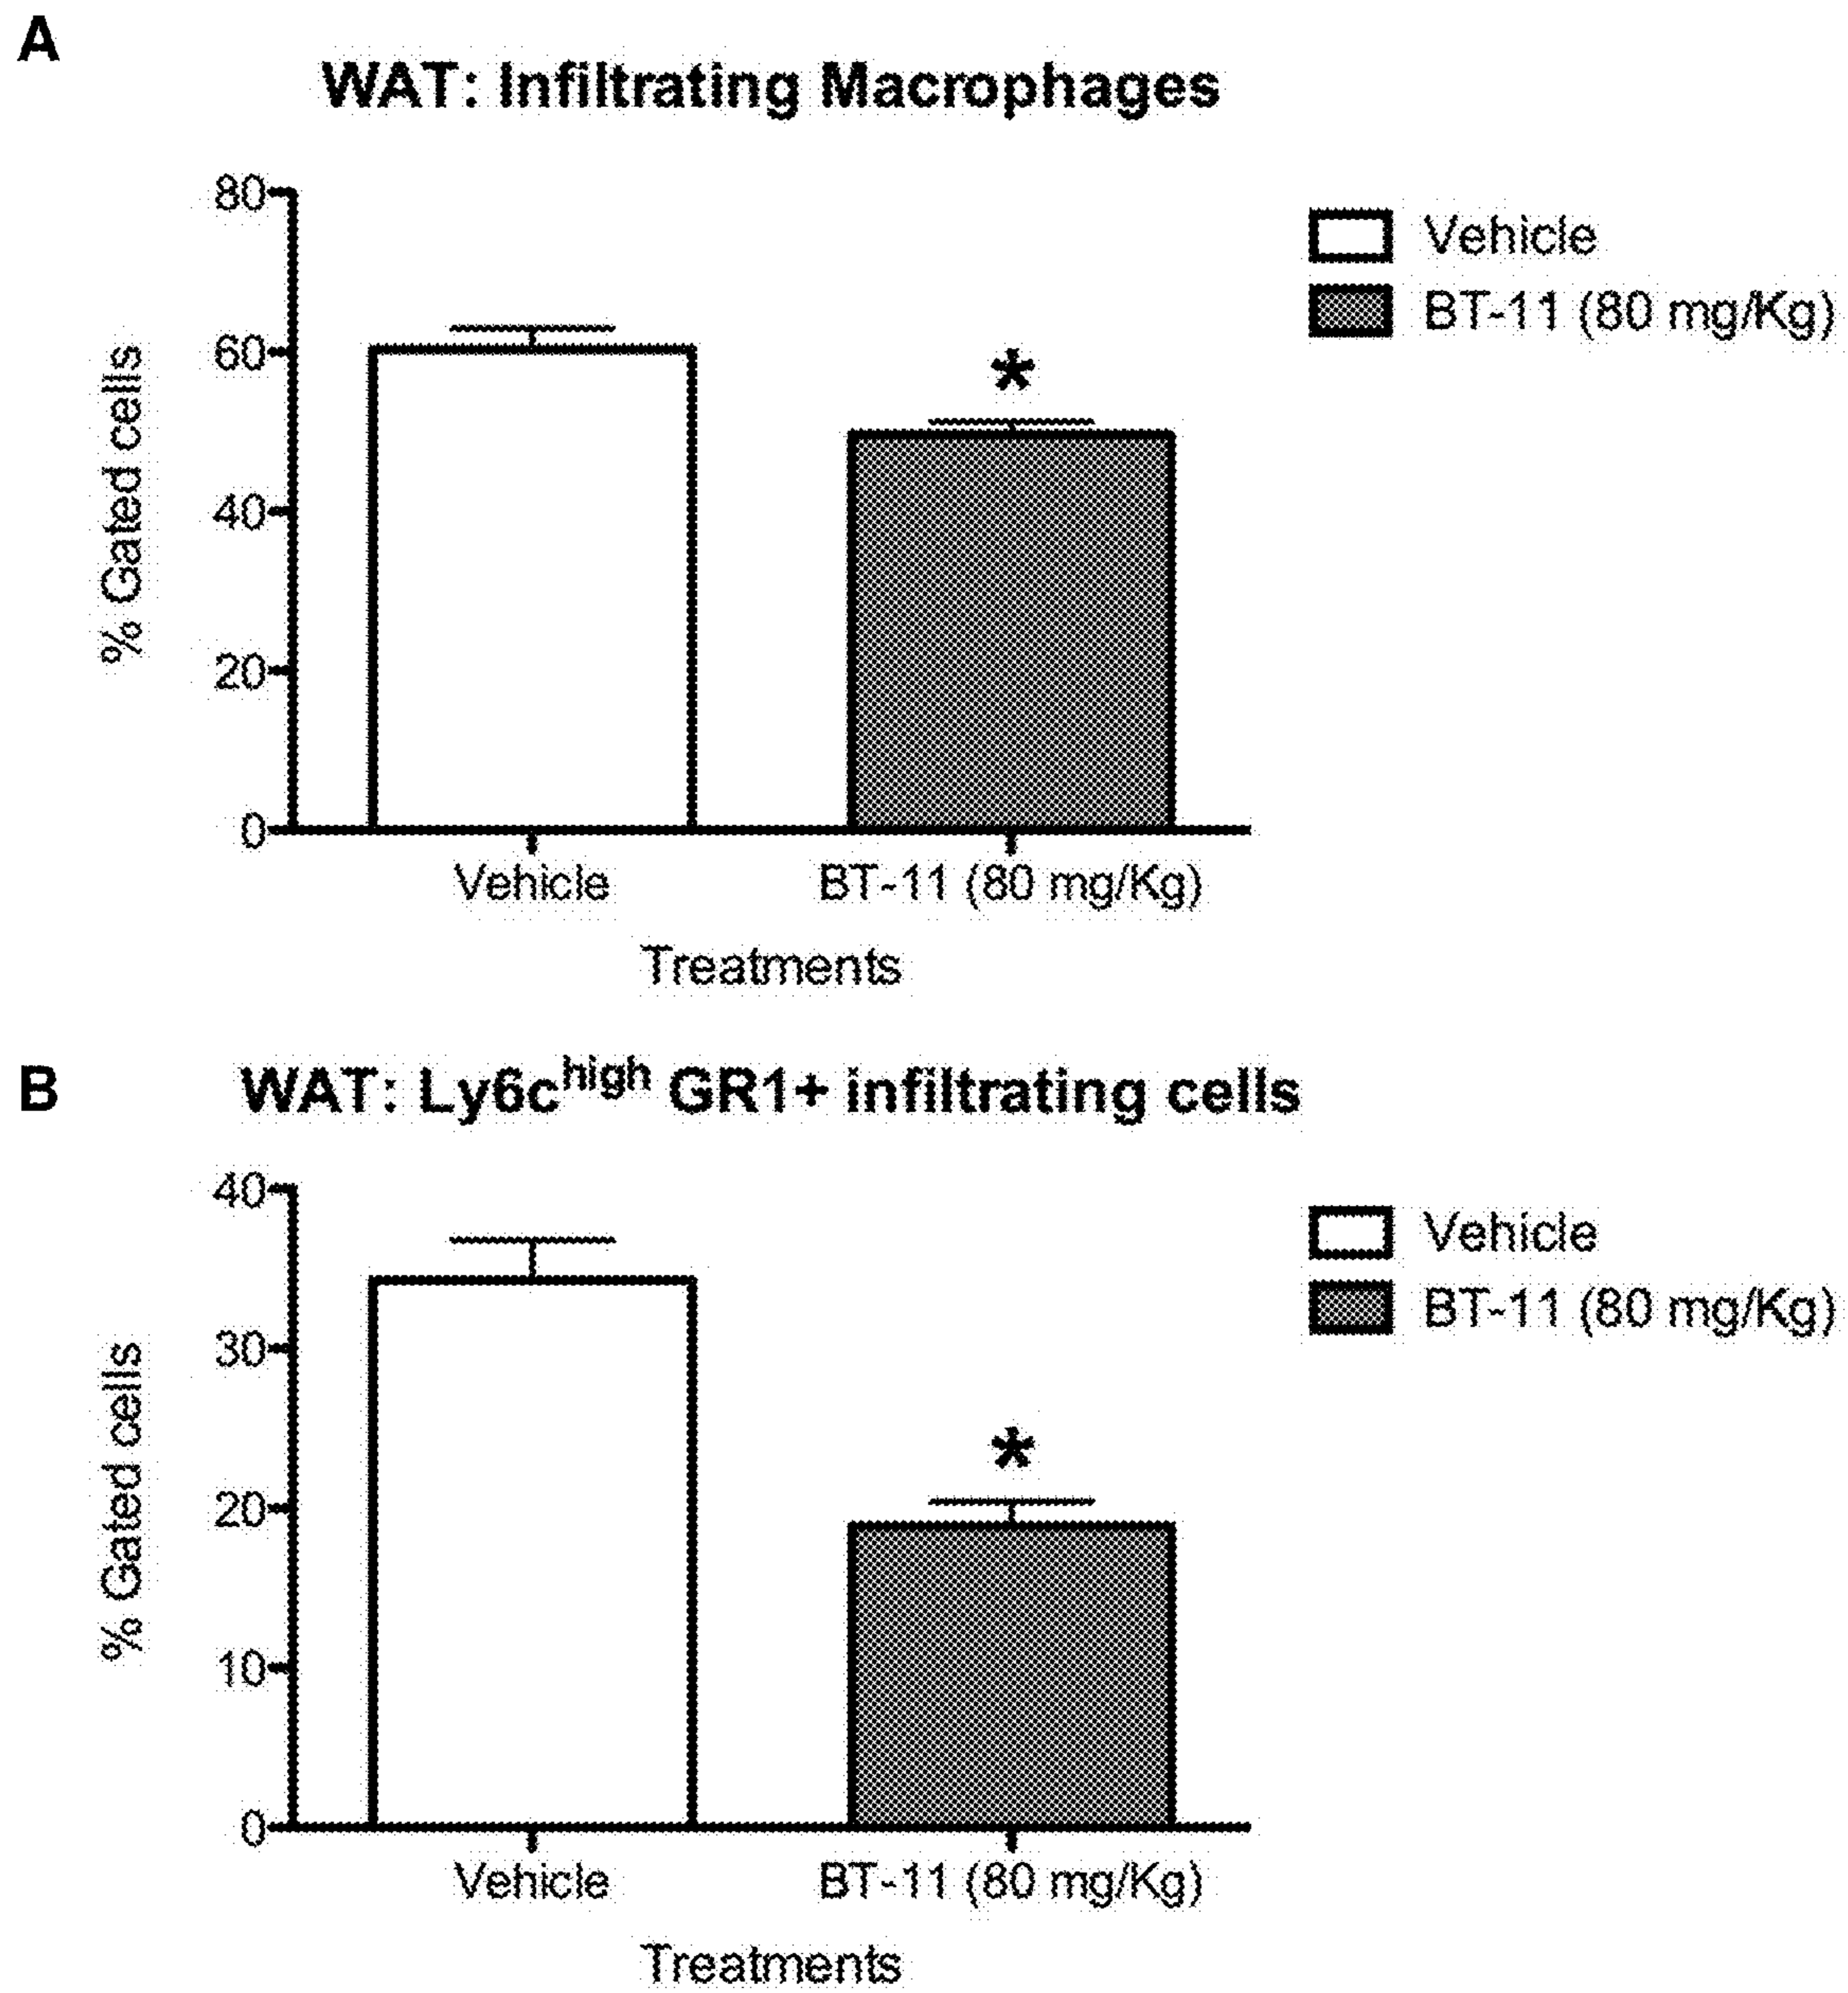 A
WAT: Infiltrating Macrophages
80
60
40
20
0
% Gated cells
*
Vehicle
BT-11 (80 mg/Kg)
Vehicle
BT-11 (80 mg/Kg)
Treatments
B
WAT: Ly6c^high GR1+ infiltrating cells
40
30
20
10
0
% Gated cells
*
Vehicle
BT-11 (80 mg/Kg)
Vehicle
BT-11 (80 mg/Kg)
Treatments